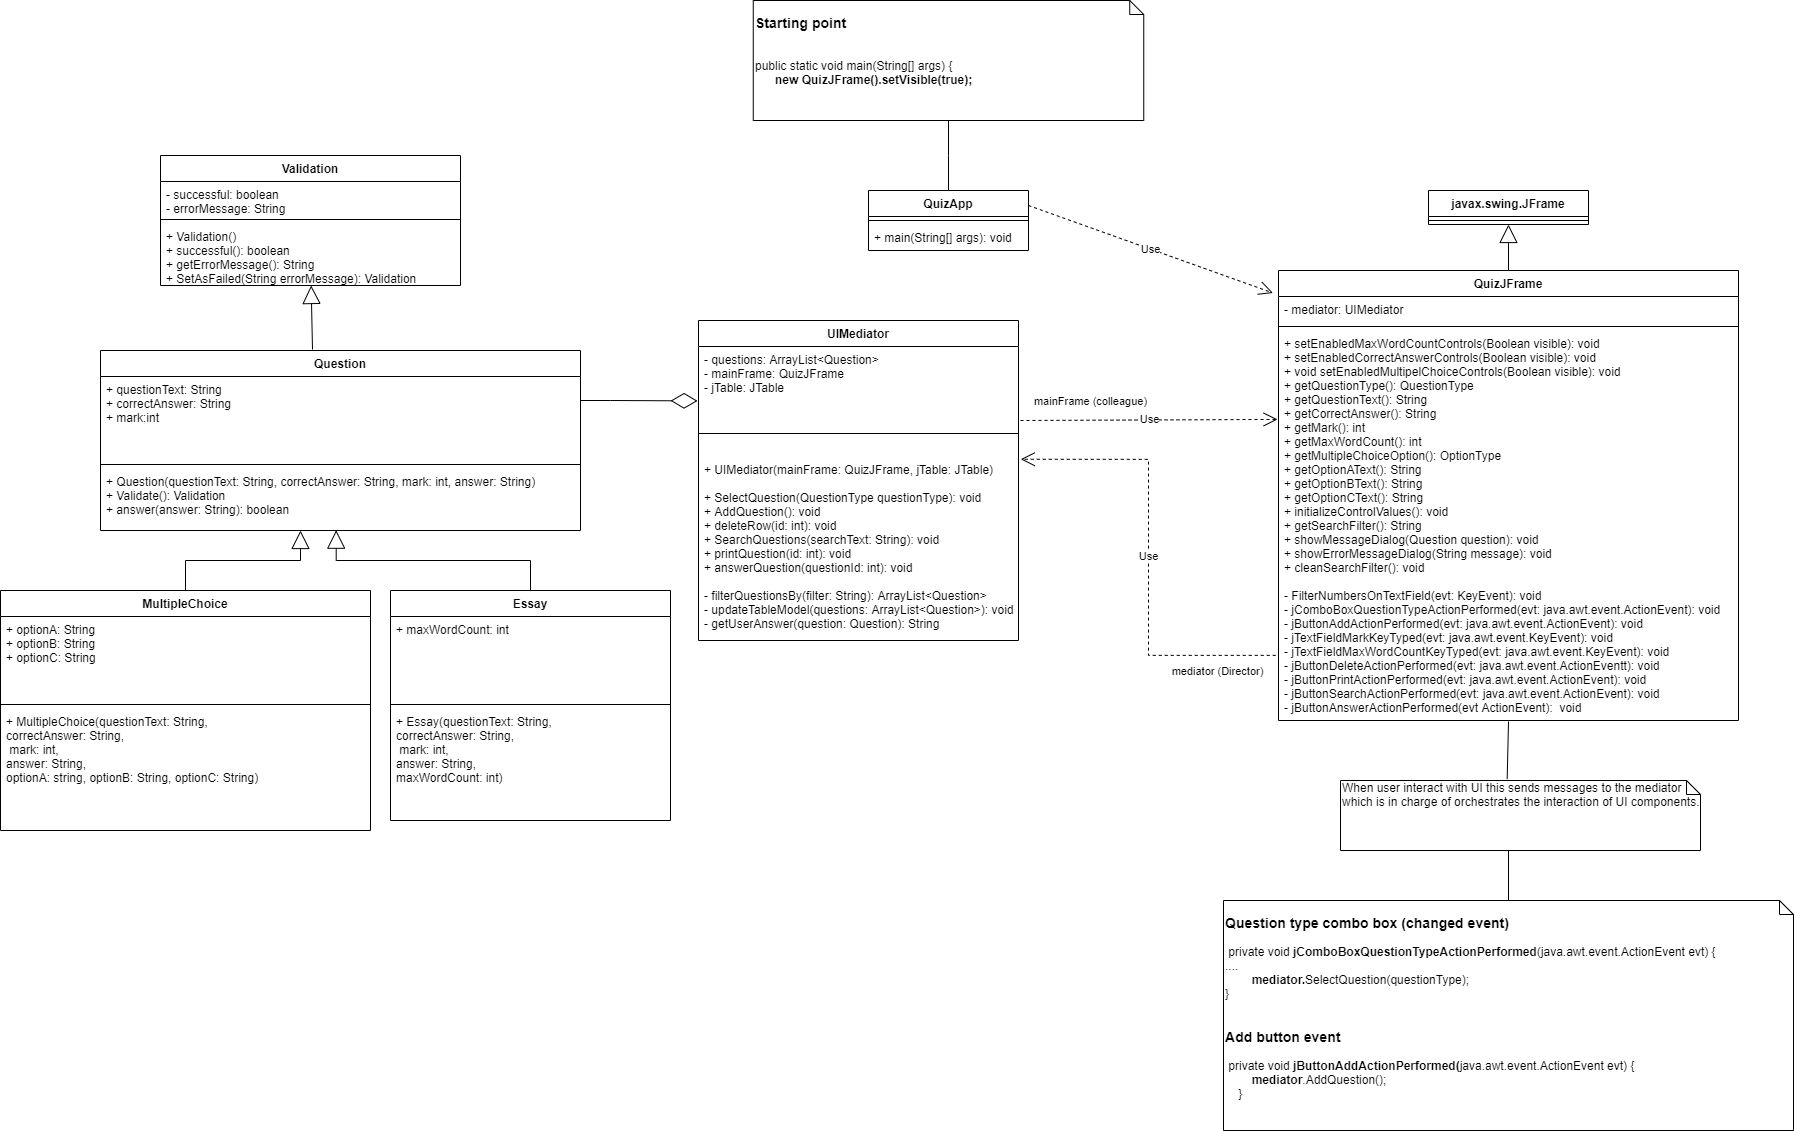 Starting point
public static void main(String[] args) {
new QuizJFrame().setVisible(true);
Validation
- successful: boolean
- errorMessage: String
+ Validation()
+ successful(): boolean
+ getErrorMessage(): String
+ SetAsFailed(String errorMessage): Validation
QuizApp
+ main(String[] args): void
Use
javax.swing.JFrame
Question
+ questionText: String
+ correctAnswer: String
+ mark:int
+ Question(questionText: String, correctAnswer: String, mark: int, answer: String)
+ Validate(): Validation
+ answer(answer: String): boolean
UIMediator
- questions: ArrayList<Question>
- mainFrame: QuizJFrame
- jTable: JTable
+ UIMediator(mainFrame: QuizJFrame, jTable: JTable)
+ SelectQuestion(QuestionType questionType): void
+ AddQuestion(): void
+ deleteRow(id: int): void
+ SearchQuestions(searchText: String): void
+ printQuestion(id: int): void
+ answerQuestion(questionId: int): void
- filterQuestionsBy(filter: String): ArrayList<Question>
- updateTableModel(questions: ArrayList<Question>): void
- getUserAnswer(question: Question): String
mainFrame (colleague)
Use
Use
mediator (Director)
QuizJFrame
- mediator: UIMediator
+ setEnabledMaxWordCountControls(Boolean visible): void
+ setEnabledCorrectAnswerControls(Boolean visible): void
+ void setEnabledMultipelChoiceControls(Boolean visible): void
+ getQuestionType(): QuestionType
+ getQuestionText(): String
+ getCorrectAnswer(): String
+ getMark(): int
+ getMaxWordCount(): int
+ getMultipleChoiceOption(): OptionType
+ getOptionAText(): String
+ getOptionBText(): String
+ getOptionCText(): String
+ initializeControlValues(): void
+ getSearchFilter(): String
+ showMessageDialog(Question question): void
+ showErrorMessageDialog(String message): void
+ cleanSearchFilter(): void
- FilterNumbersOnTextField(evt: KeyEvent): void
- jComboBoxQuestionTypeActionPerformed(evt: java.awt.event.ActionEvent): void
- jButtonAddActionPerformed(evt: java.awt.event.ActionEvent): void
- jTextFieldMarkKeyTyped(evt: java.awt.event.KeyEvent): void
- jTextFieldMaxWordCountKeyTyped(evt: java.awt.event.KeyEvent): void
- jButtonDeleteActionPerformed(evt: java.awt.event.ActionEventt): void
- jButtonPrintActionPerformed(evt: java.awt.event.ActionEvent): void
- jButtonSearchActionPerformed(evt: java.awt.event.ActionEvent): void
- jButtonAnswerActionPerformed(evt ActionEvent): void
MultipleChoice
+ optionA: String
+ optionB: String
+ optionC: String
+ MultipleChoice(questionText: String,
correctAnswer: String,
mark: int,
answer: String,
optionA: string, optionB: String, optionC: String)
Essay
+ maxWordCount: int
+ Essay(questionText: String,
correctAnswer: String,
mark: int,
answer: String,
maxWordCount: int)
When user interact with UI this sends messages to the mediator
which is in charge of orchestrates the interaction of UI components.
Question type combo box (changed event)
private void jComboBoxQuestionTypeActionPerformed(java.awt.event.ActionEvent evt) {
....
mediator.SelectQuestion(questionType);
}
Add button event
private void jButtonAddActionPerformed(java.awt.event.ActionEvent evt) {
mediator.AddQuestion();
}